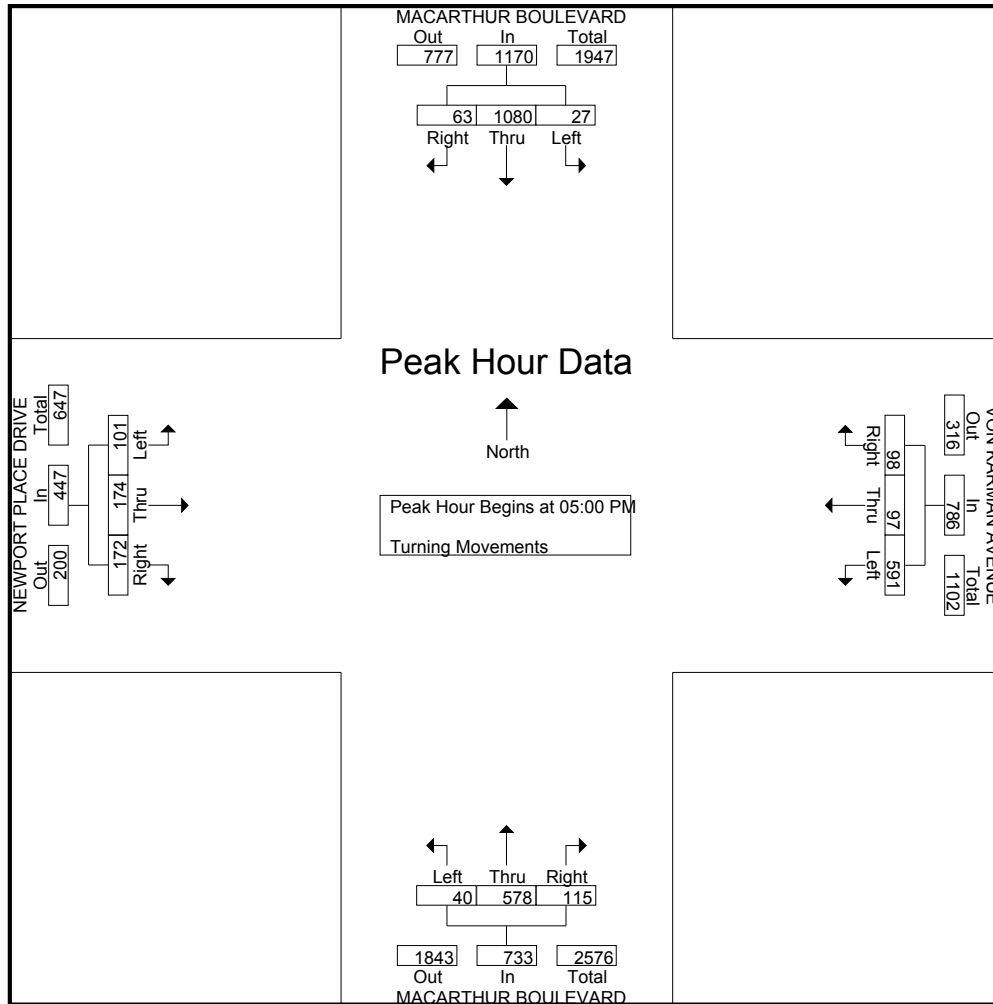 MACARTHUR BOULEVARD
Out In Total
777 1170 1947
63 1080 27
Right Thru Left
Peak Hour Data
North
Peak Hour Begins at 05:00 PM
Turning Movements
NEWPORT PLACE DRIVE
Out In Total
200 447 647
172 174 101
Right Thru Left
VON KARMAN AVENUE
Out In Total
316 786 1102
98 97 591
Right Thru Left
Left Thru Right
40 578 115
1843 733 2576
Out In Total
MACARTHUR BOULEVARD